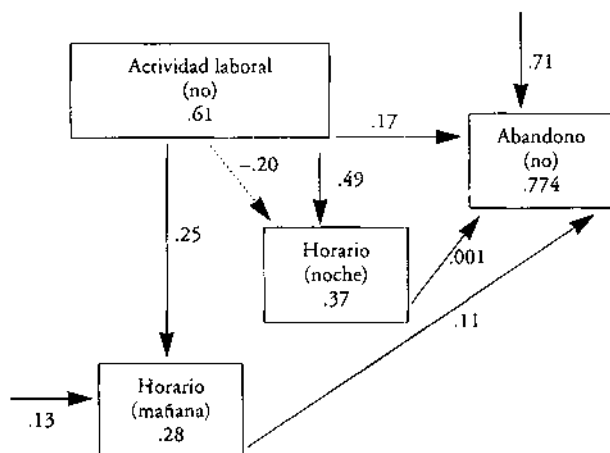 Actividad laboral
(no)
.61
.71
.17
Abandono
(no)
.774
–.20
.49
.25
Horario
(noche)
.37
.001
.11
Horario
(mañana)
.28
.13